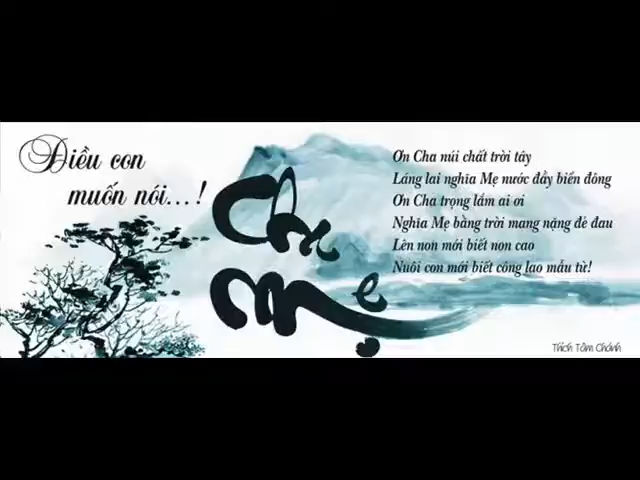 Điều con
muốn nói...!
Cha
Mẹ
Ơn Cha núi chất trời tây
Láng lai nghĩa Mẹ nước đầy biển đông
Ơn Cha trọng lắm ai ơi
Nghĩa Mẹ bằng trời mang nặng đẻ đau
Lên non mới biết non cao
Nuôi con mới biết công lao mẫu từ!
Thích Tâm Chánh